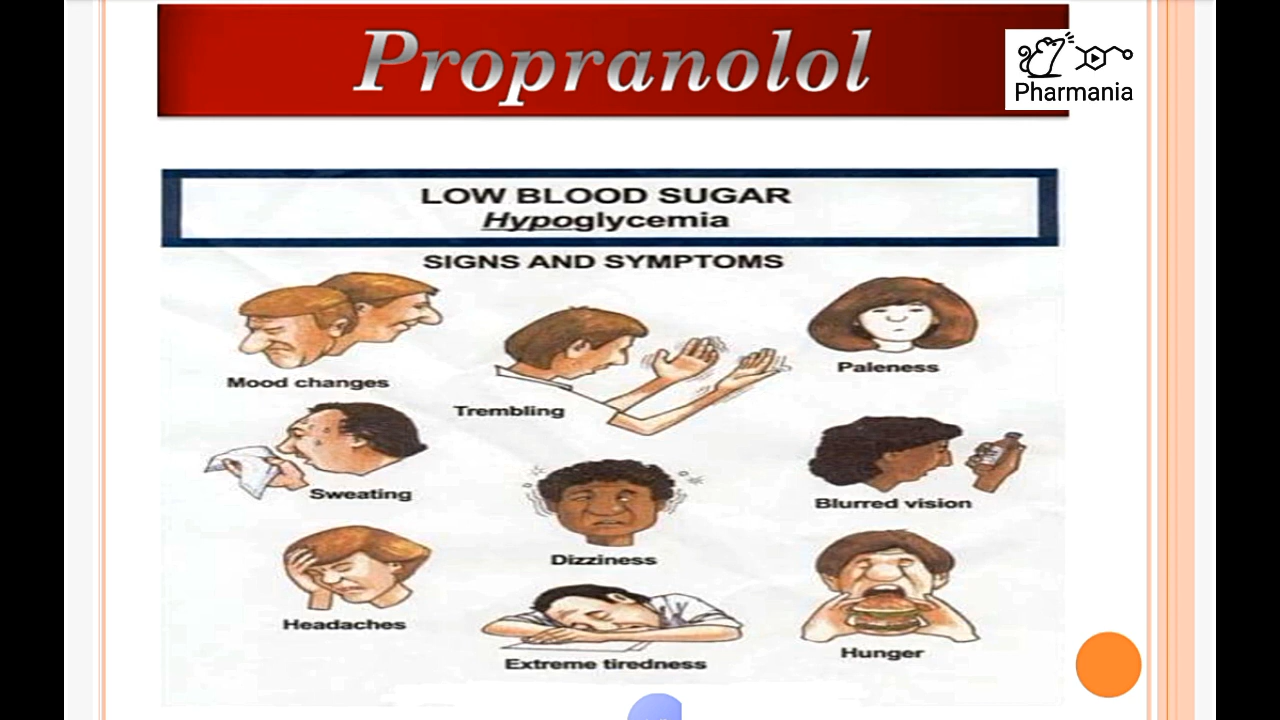 Propranolol
Pharmania
LOW BLOOD SUGAR
Hypoglycemia
SIGNS AND SYMPTOMS
Mood changes
Trembling
Paleness
Sweating
Dizziness
Blurred vision
Headaches
Extreme tiredness
Hunger